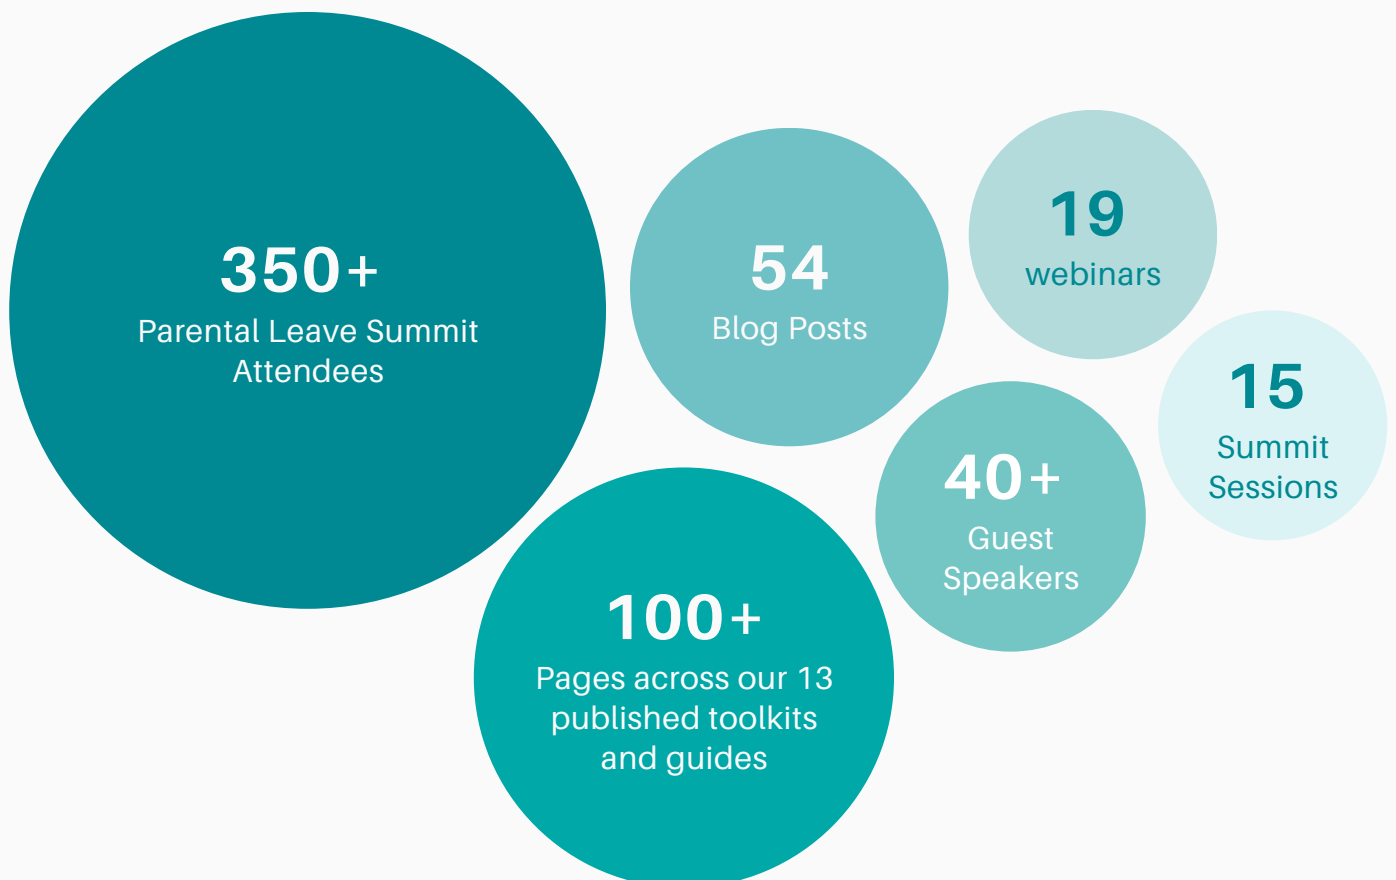 350+
Parental Leave Summit
Attendees
54
Blog Posts
19
webinars
15
Summit
Sessions
40+
Guest
Speakers
100+
Pages across our 13
published toolkits
and guides